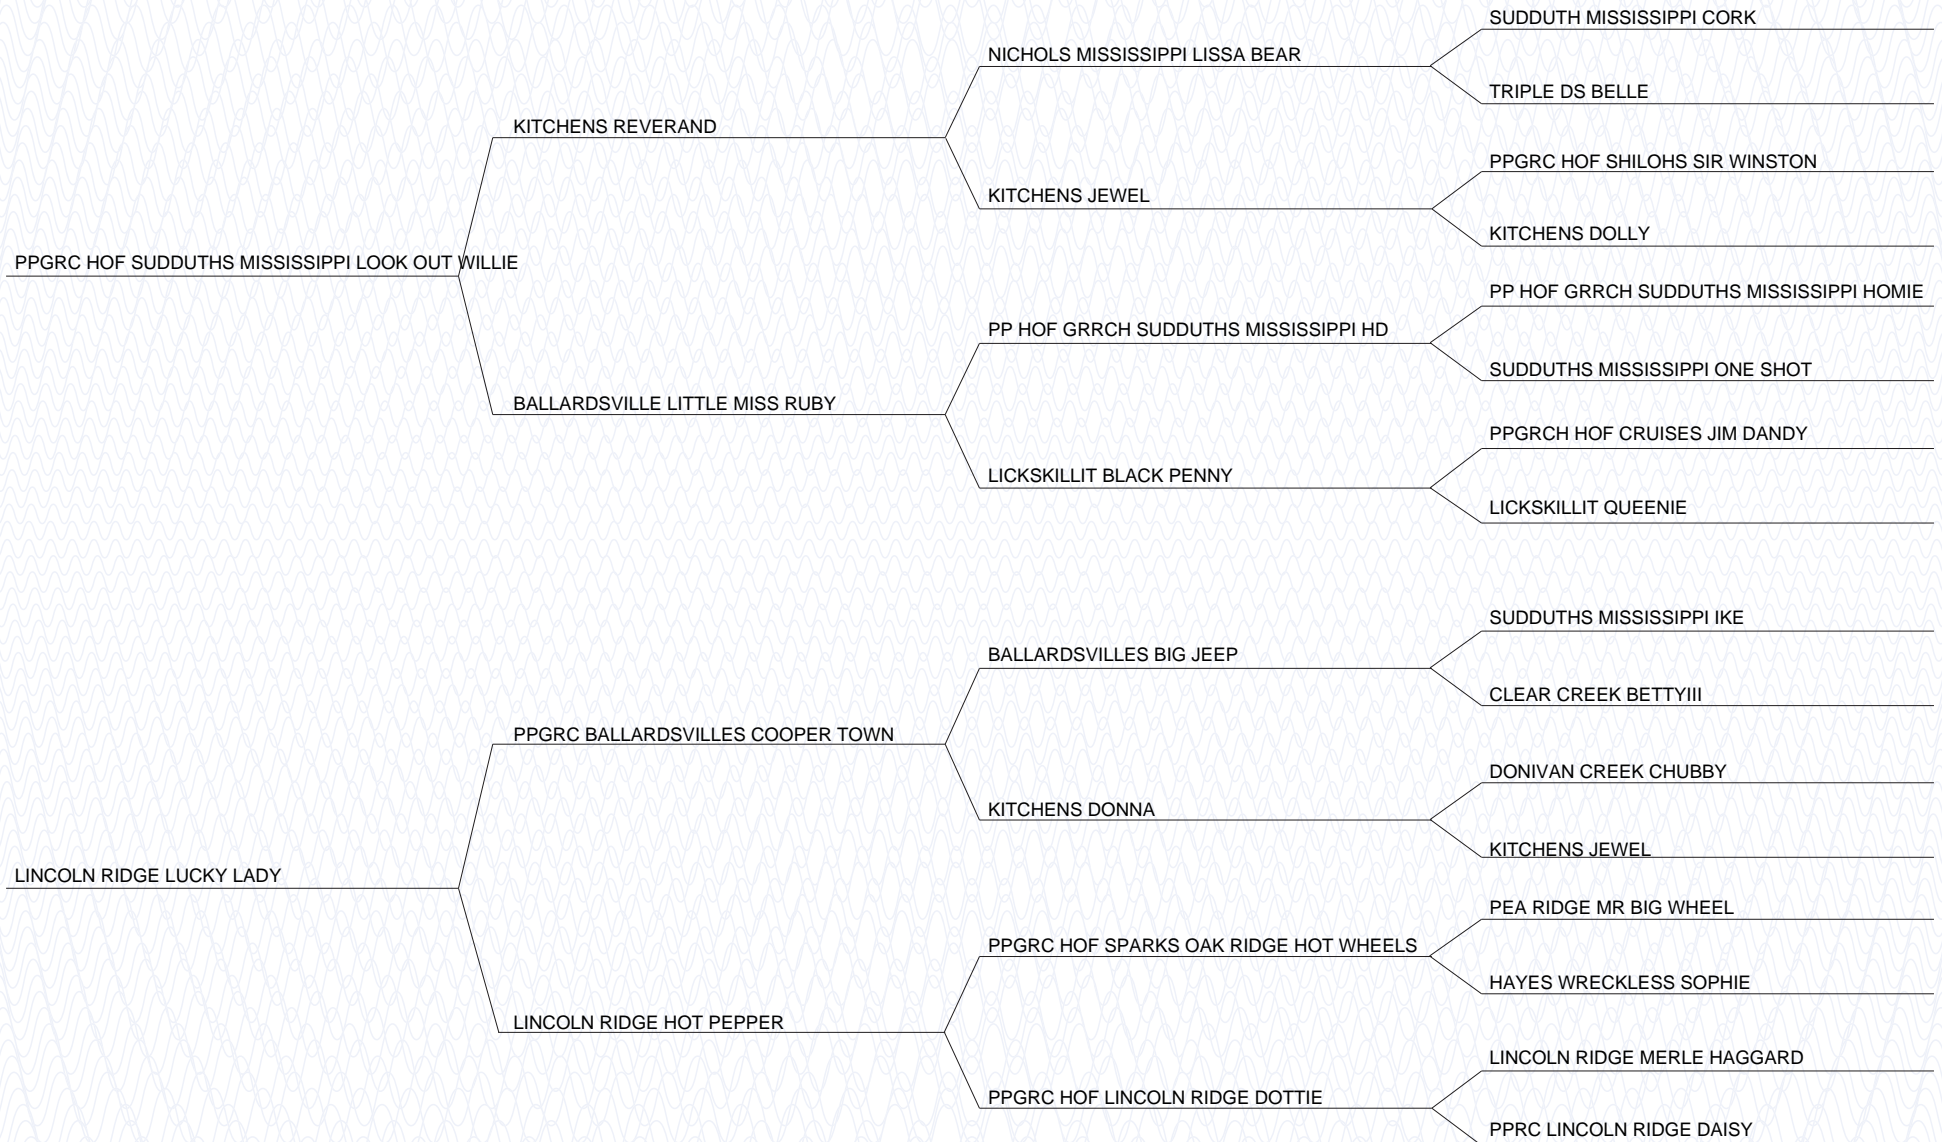 SUDDUTH MISSISSIPPI CORK
NICHOLS MISSISSIPPI LISSA BEAR
TRIPLE DS BELLE
KITCHENS REVERAND
PPGRC HOF SHILOHS SIR WINSTON
KITCHENS JEWEL
KITCHENS DOLLY
PPGRC HOF SUDDUTHS MISSISSIPPI LOOK OUT WILLIE
PP HOF GRRCH SUDDUTHS MISSISSIPPI HOMIE
PP HOF GRRCH SUDDUTHS MISSISSIPPI HD
SUDDUTHS MISSISSIPPI ONE SHOT
BALLARDSVILLE LITTLE MISS RUBY
PPGRCH HOF CRUISES JIM DANDY
LICKSKILLIT BLACK PENNY
LICKSKILLIT QUEENIE
SUDDUTHS MISSISSIPPI IKE
BALLARDSVILLES BIG JEEP
CLEAR CREEK BETTYIII
PPGRC BALLARDSVILLES COOPER TOWN
DONIVAN CREEK CHUBBY
KITCHENS DONNA
KITCHENS JEWEL
LINCOLN RIDGE LUCKY LADY
PEA RIDGE MR BIG WHEEL
PPGRC HOF SPARKS OAK RIDGE HOT WHEELS
HAYES WRECKLESS SOPHIE
LINCOLN RIDGE HOT PEPPER
LINCOLN RIDGE MERLE HAGGARD
PPGRC HOF LINCOLN RIDGE DOTTIE
PPRC LINCOLN RIDGE DAISY